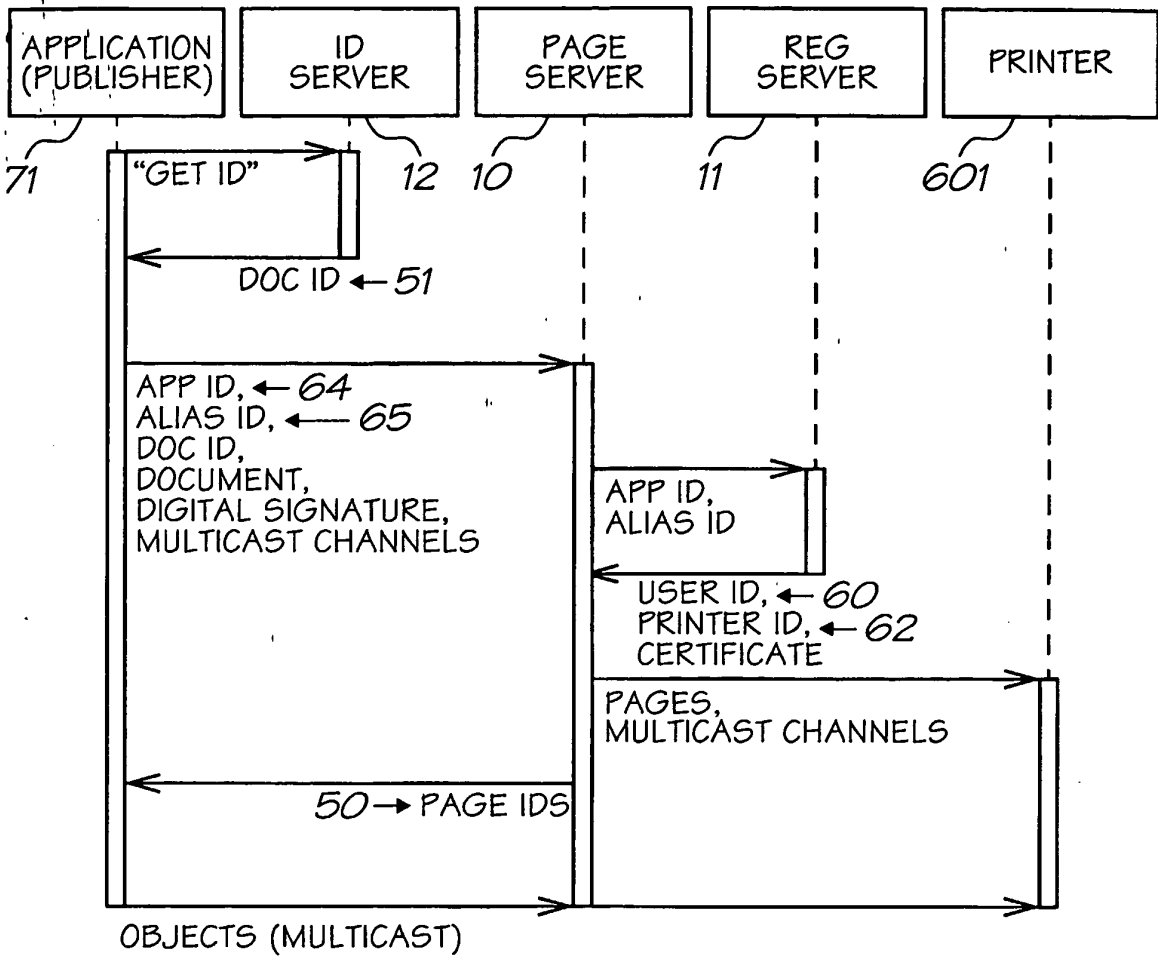 APPLICATION
(PUBLISHER)
ID
SERVER
PAGE
SERVER
REG
SERVER
PRINTER
71
12
10
11
601
“GET ID”
DOC ID ← 51
APP ID, ← 64
ALIAS ID, ← 65
DOC ID,
DOCUMENT,
DIGITAL SIGNATURE,
MULTICAST CHANNELS
APP ID,
ALIAS ID
USER ID, ← 60
PRINTER ID, ← 62
CERTIFICATE
PAGES,
MULTICAST CHANNELS
50 → PAGE IDS
OBJECTS (MULTICAST)